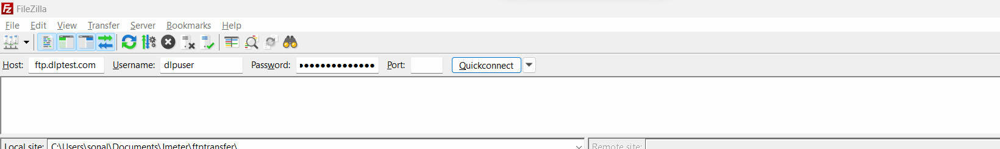 FileZilla
File Edit View Transfer Server Bookmarks Help
Host: ftp.dlptest.com Username: dlpuser Password: ●●●●●●●●●●●●●● Port: Quickconnect
Local site: C:\Users\sonal\Documents\Jmeter\ftptransfer\ Remote site: